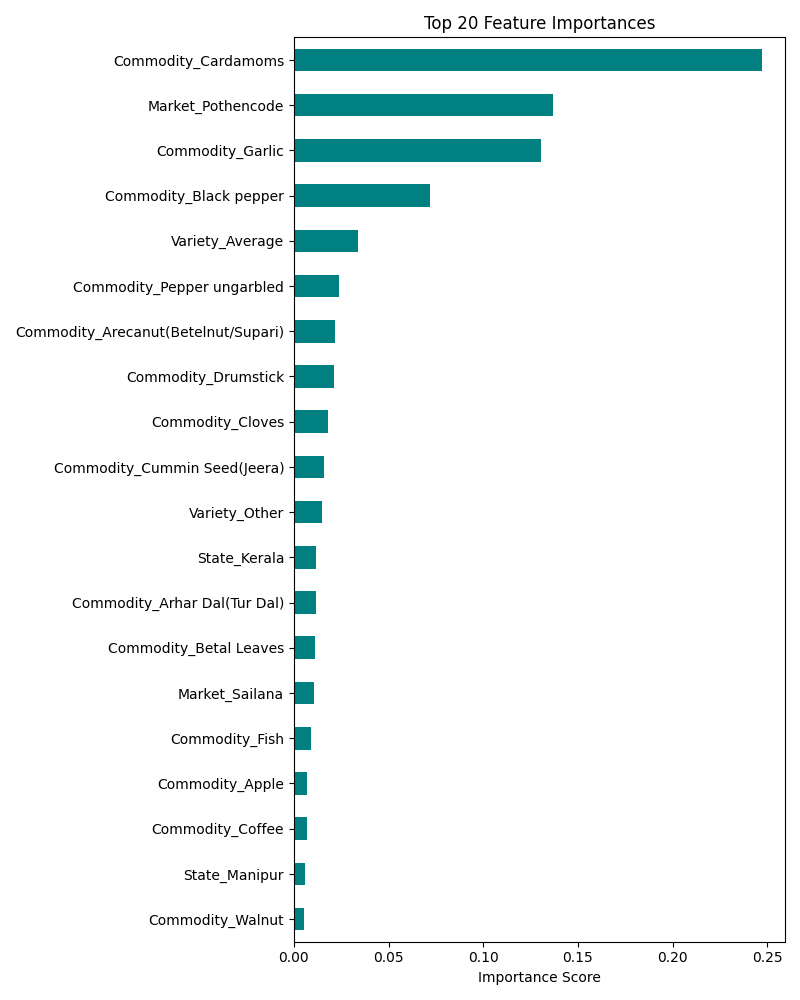 Top 20 Feature Importances
Commodity_Cardamoms
Market_Pothencode
Commodity_Garlic
Commodity_Black pepper
Variety_Average
Commodity_Pepper ungarbled
Commodity_Arecanut(Betelnut/Supari)
Commodity_Drumstick
Commodity_Cloves
Commodity_Cummin Seed(Jeera)
Variety_Other
State_Kerala
Commodity_Arhar Dal(Tur Dal)
Commodity_Betal Leaves
Market_Sailana
Commodity_Fish
Commodity_Apple
Commodity_Coffee
State_Manipur
Commodity_Walnut
0.00 0.05 0.10 0.15 0.20 0.25
Importance Score